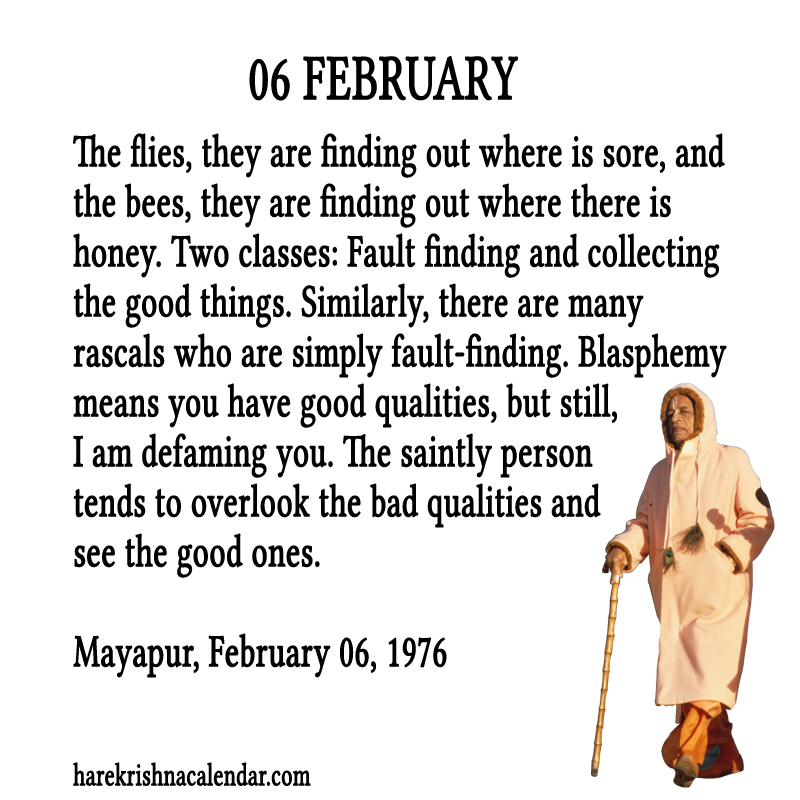 06 FEBRUARY
The flies, they are finding out where is sore, and
the bees, they are finding out where there is
honey. Two classes: Fault finding and collecting
the good things. Similarly, there are many
rascals who are simply fault-finding. Blasphemy
means you have good qualities, but still,
I am defaming you. The saintly person
tends to overlook the bad qualities and
see the good ones.
Mayapur, February 06, 1976
harekrishnacalendar.com